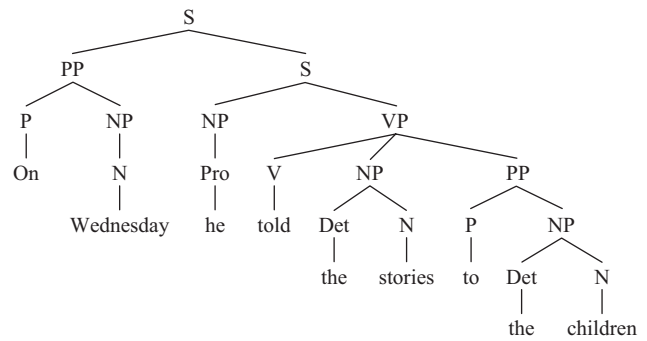 S
PP S
P NP NP VP
On N Pro V NP PP
Wednesday he told Det N P NP
the stories to Det N
the children